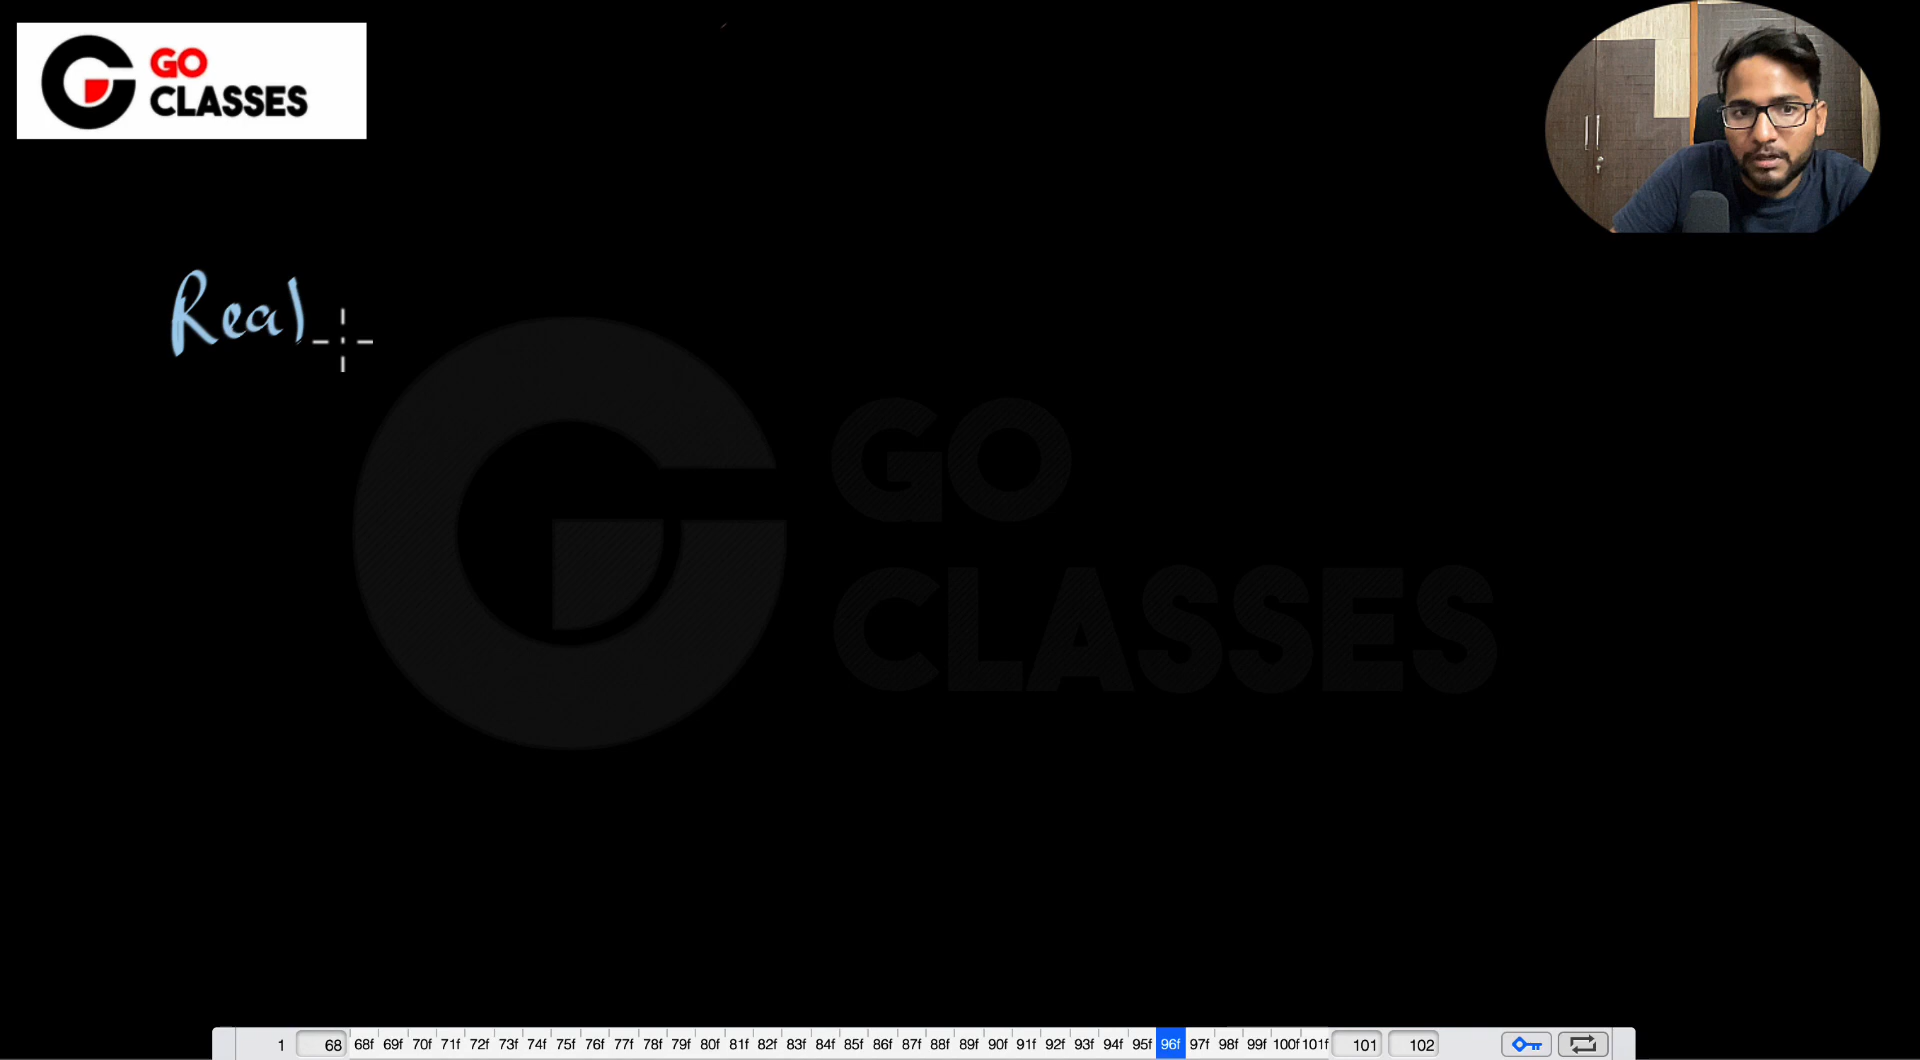 GO
CLASSES
Real
GO
CLASSES
1 68 68f 69f 70f 71f 72f 73f 74f 75f 76f 77f 78f 79f 80f 81f 82f 83f 84f 85f 86f 87f 88f 89f 90f 91f 92f 93f 94f 95f 96f 97f 98f 99f 100f 101f 101 102